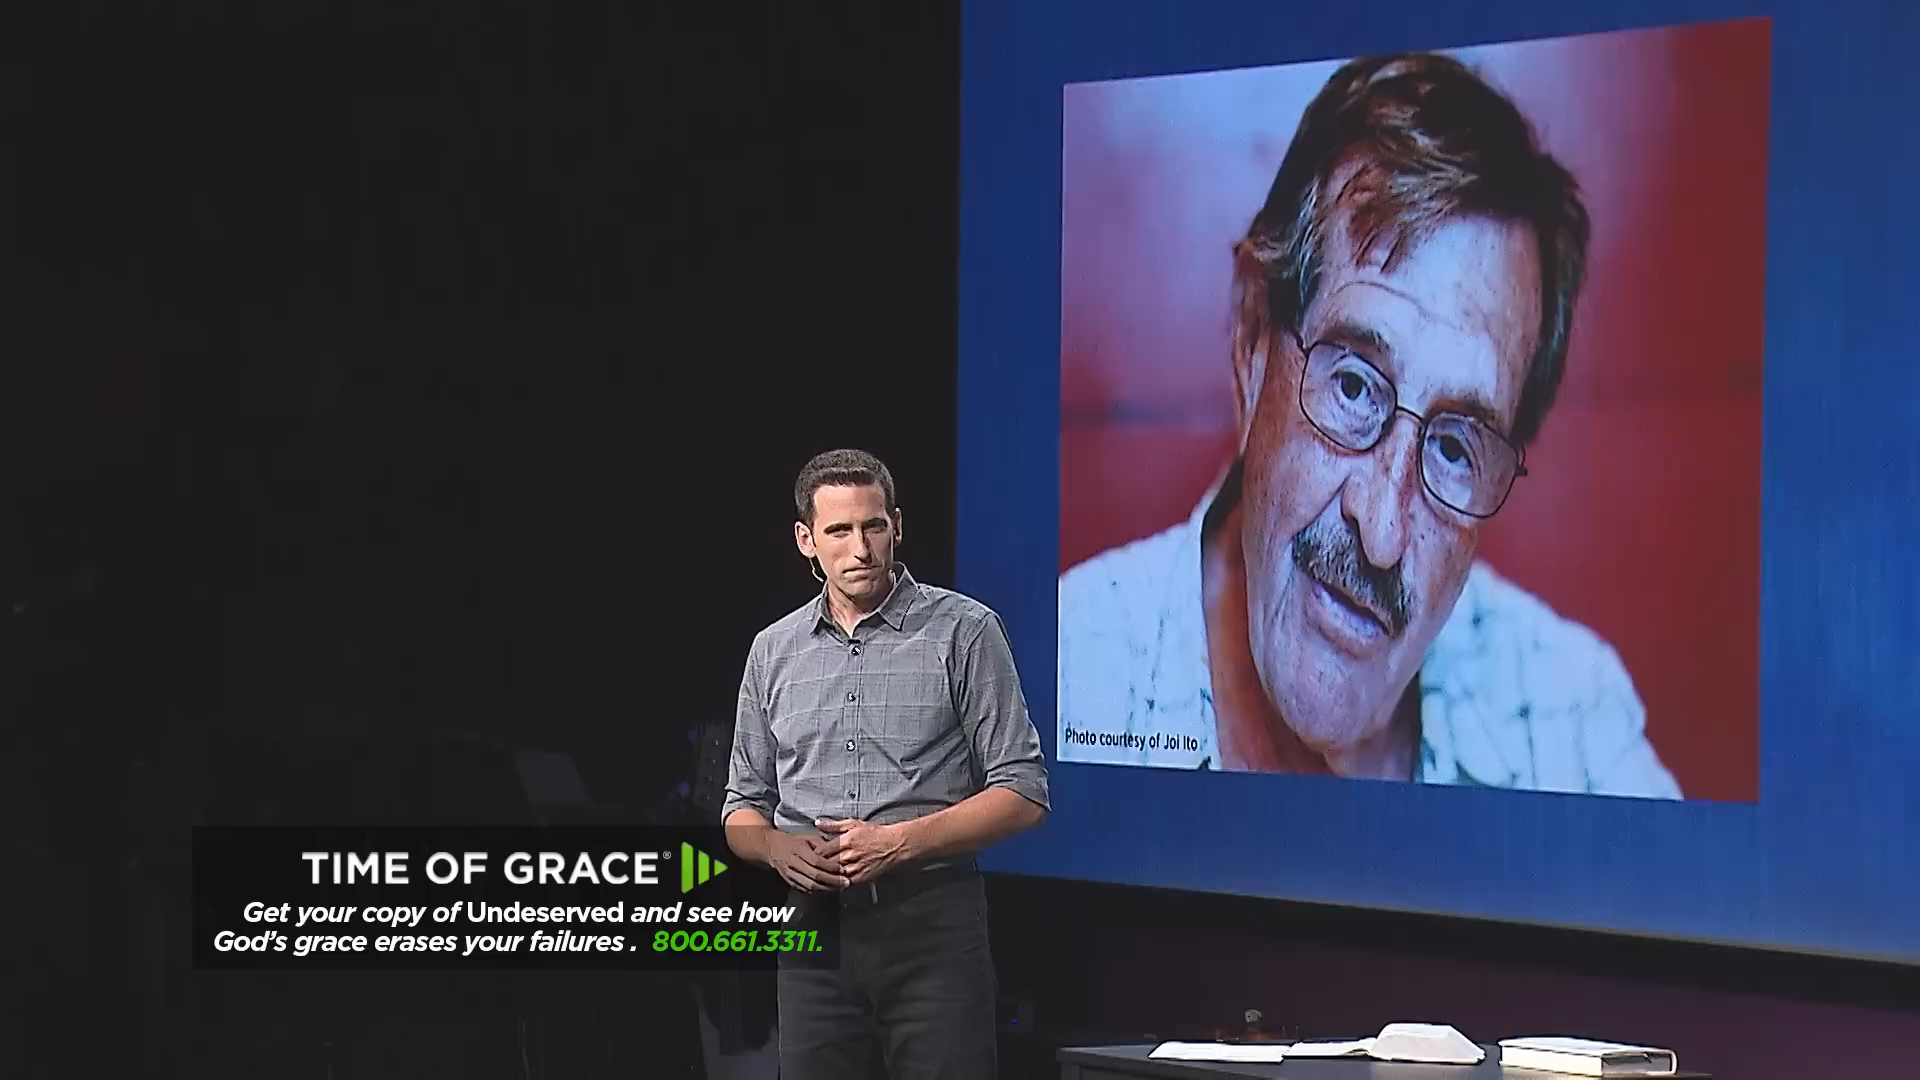 Photo courtesy of Joi Ito
TIME OF GRACE®
Get your copy of Undeserved and see how
God's grace erases your failures . 800.661.3311.